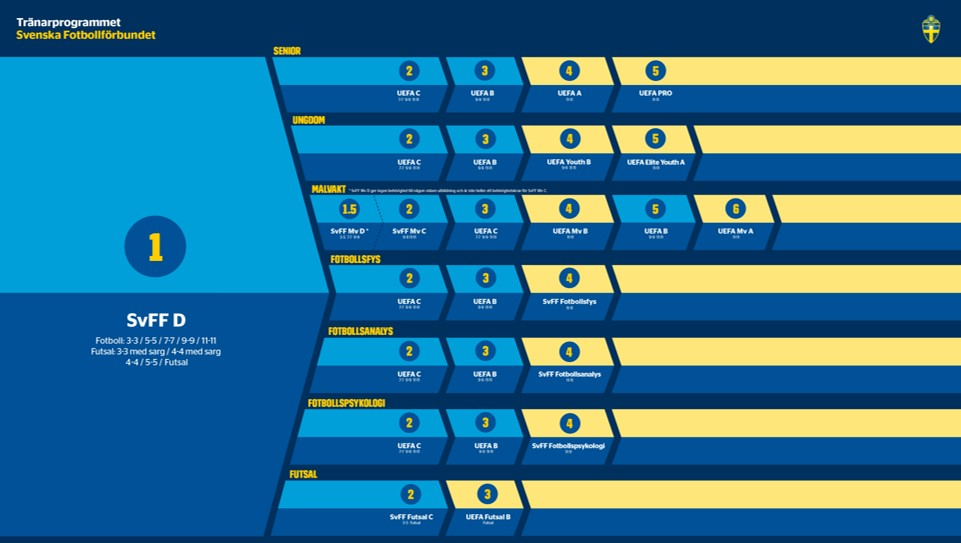 Tränarprogrammet
Svenska Fotbollförbundet
SENIOR
2 3 4 5
UEFA C UEFA B UEFA A UEFA PRO
UNGDOM
2 3 4 5
UEFA C UEFA B UEFA Youth B UEFA Elite Youth A
MÅLVAKT
1.5 2 3 4 5 6
SvFF Mv D * SvFF Mv C UEFA C UEFA Mv B UEFA B UEFA Mv A
1
SvFF D
Fotboll: 3-3 / 5-5 / 7-7 / 9-9 / 11-11
Futsal: 3-3 med sarg / 4-4 med sarg
4-4 / 5-5 / Futsal
FOTBOLLSFYS
2 3 4
UEFA C UEFA B SvFF Fotbollsfys
FOTBOLLSANALYS
2 3 4
UEFA C UEFA B SvFF Fotbollsanalys
FOTBOLLSPSYKOLOGI
2 3 4
UEFA C UEFA B SvFF Fotbollspsykologi
FUTSAL
2 3
SvFF Futsal C UEFA Futsal B